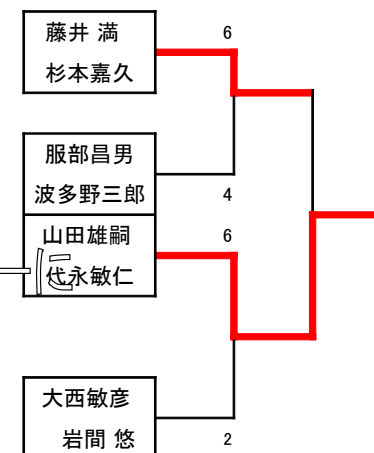 藤井 満
6
杉本嘉久
服部昌男
波多野三郎
4
山田雄嗣
6
代永敏仁
大西敏彦
岩間 悠
2